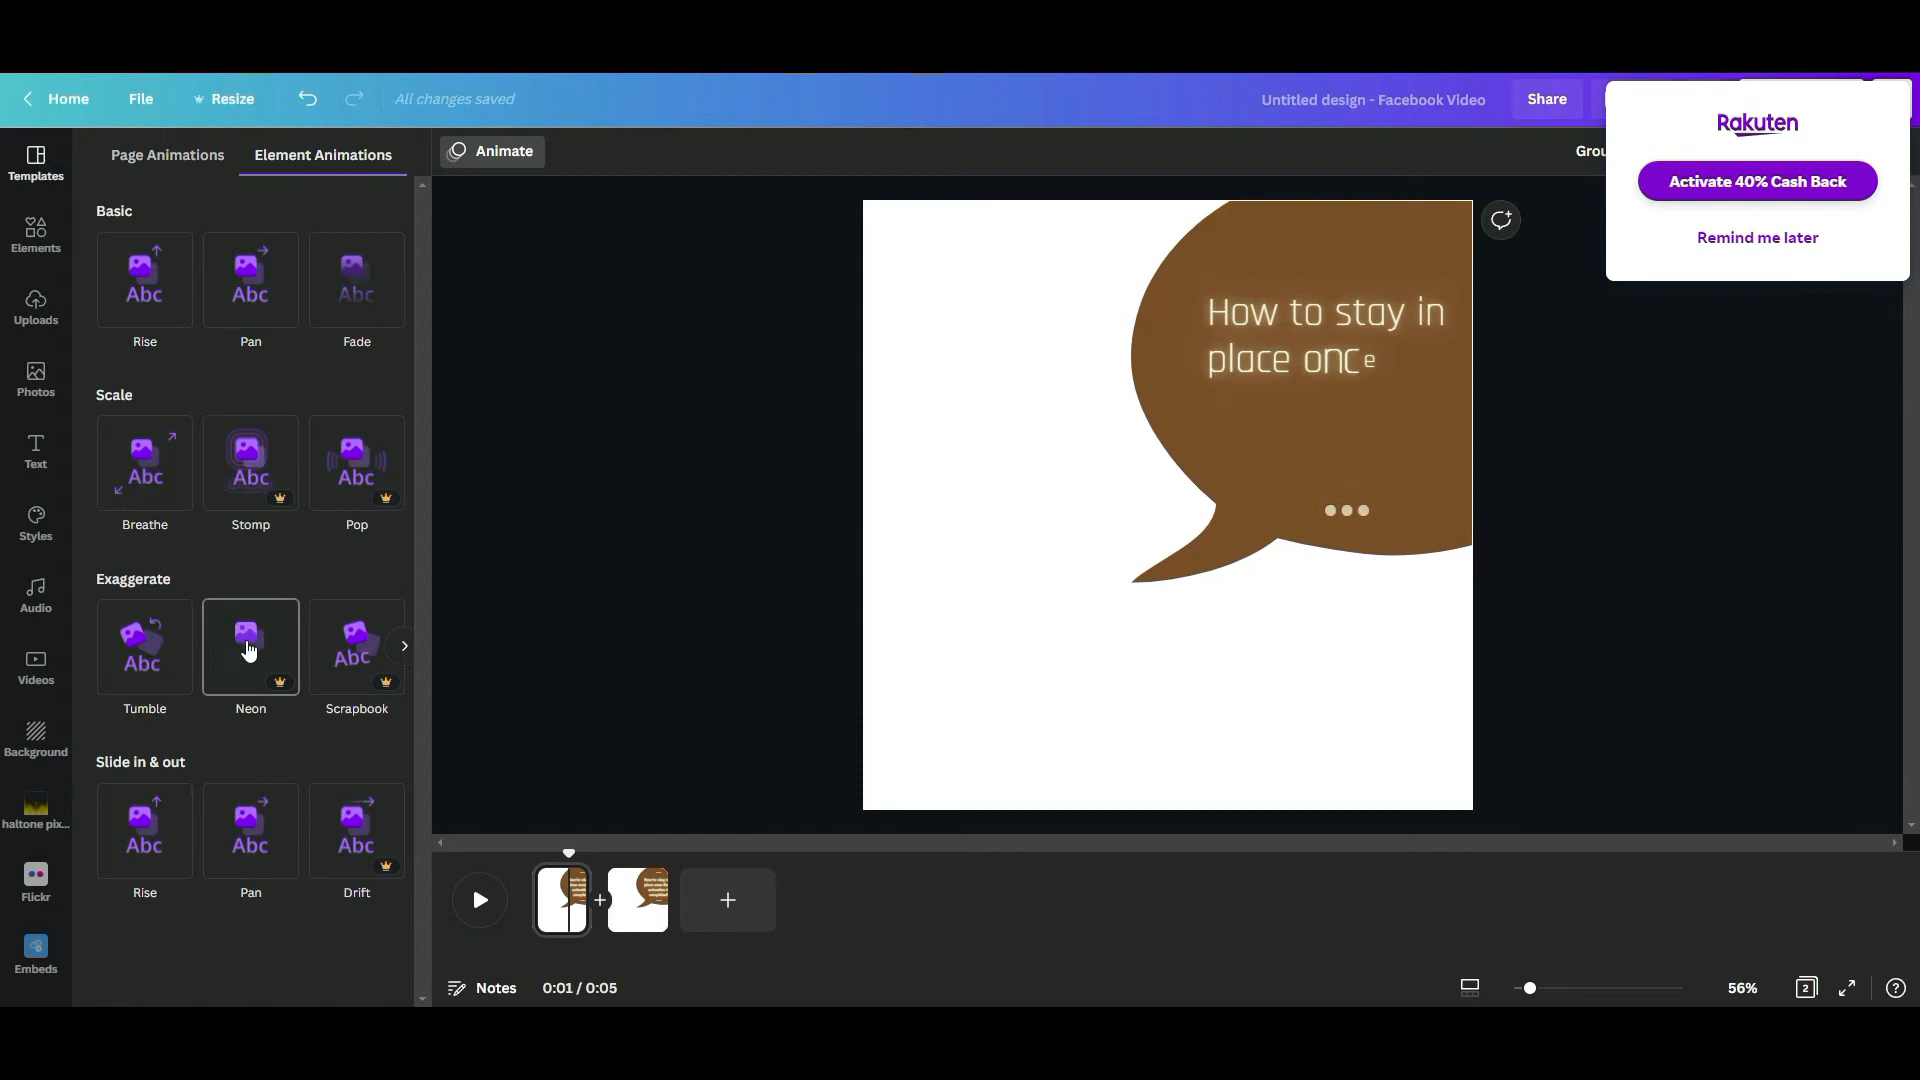 Home
File
Resize
All changes saved
Untitled design - Facebook Video
Share
Rakuten
Activate 40% Cash Back
Remind me later
Templates
Elements
Uploads
Photos
Text
Styles
Audio
Videos
Background
haltone pix...
Flickr
Embeds
Page Animations
Element Animations
Basic
Abc
Abc
Abc
Rise
Pan
Fade
Scale
Abc
Abc
Abc
Breathe
Stomp
Pop
Exaggerate
Abc
Abc
Tumble
Neon
Scrapbook
Slide in & out
Abc
Abc
Abc
Rise
Pan
Drift
Animate
Grou
How to stay in
place once
Notes
0:01 / 0:05
56%
2